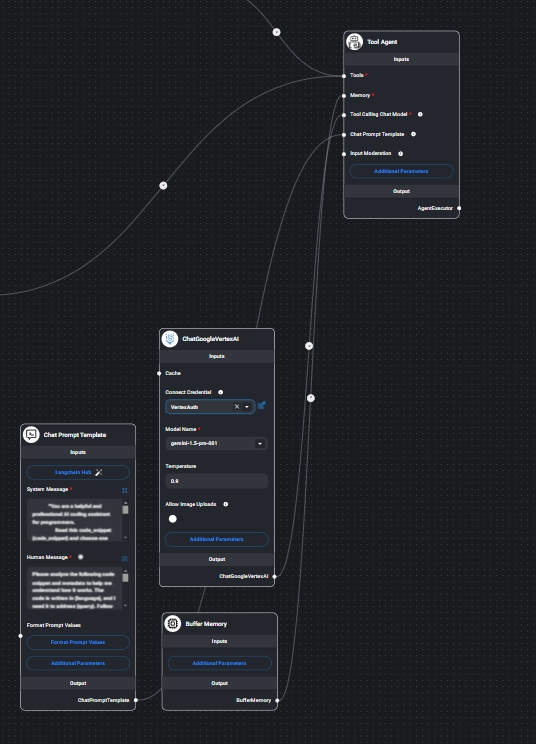 Tool Agent
Inputs
Tools *
Memory *
Tool Calling Chat Model *
Chat Prompt Template
Input Moderation
Additional Parameters
Output
AgentExecutor
ChatGoogleVertexAI
Inputs
Cache
Connect Credential
VertexAuth
Model Name *
gemini-1.5-pro-001
Temperature
0.9
Allow Image Uploads
Additional Parameters
Output
ChatGoogleVertexAI
Chat Prompt Template
Inputs
Langchain Hub
System Message *
"You are a helpful and
professional AI coding assistant
for programmers.
Read this code_snippet
{code_snippet} and choose one
Human Message *
Please analyze the following code
snippet and metadata to help me
understand how it works. The
code is written in {language}, and I
need it to address {query}. Follow
Format Prompt Values
Format Prompt Values
Additional Parameters
Output
ChatPromptTemplate
Buffer Memory
Inputs
Additional Parameters
Output
BufferMemory